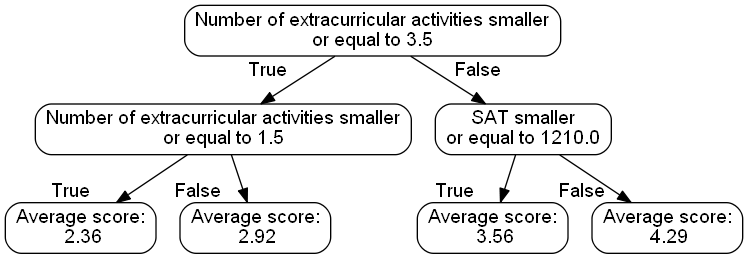 Number of extracurricular activities smaller
or equal to 3.5
True
False
Number of extracurricular activities smaller
or equal to 1.5
SAT smaller
or equal to 1210.0
True
False
True
False
Average score:
2.36
Average score:
2.92
Average score:
3.56
Average score:
4.29